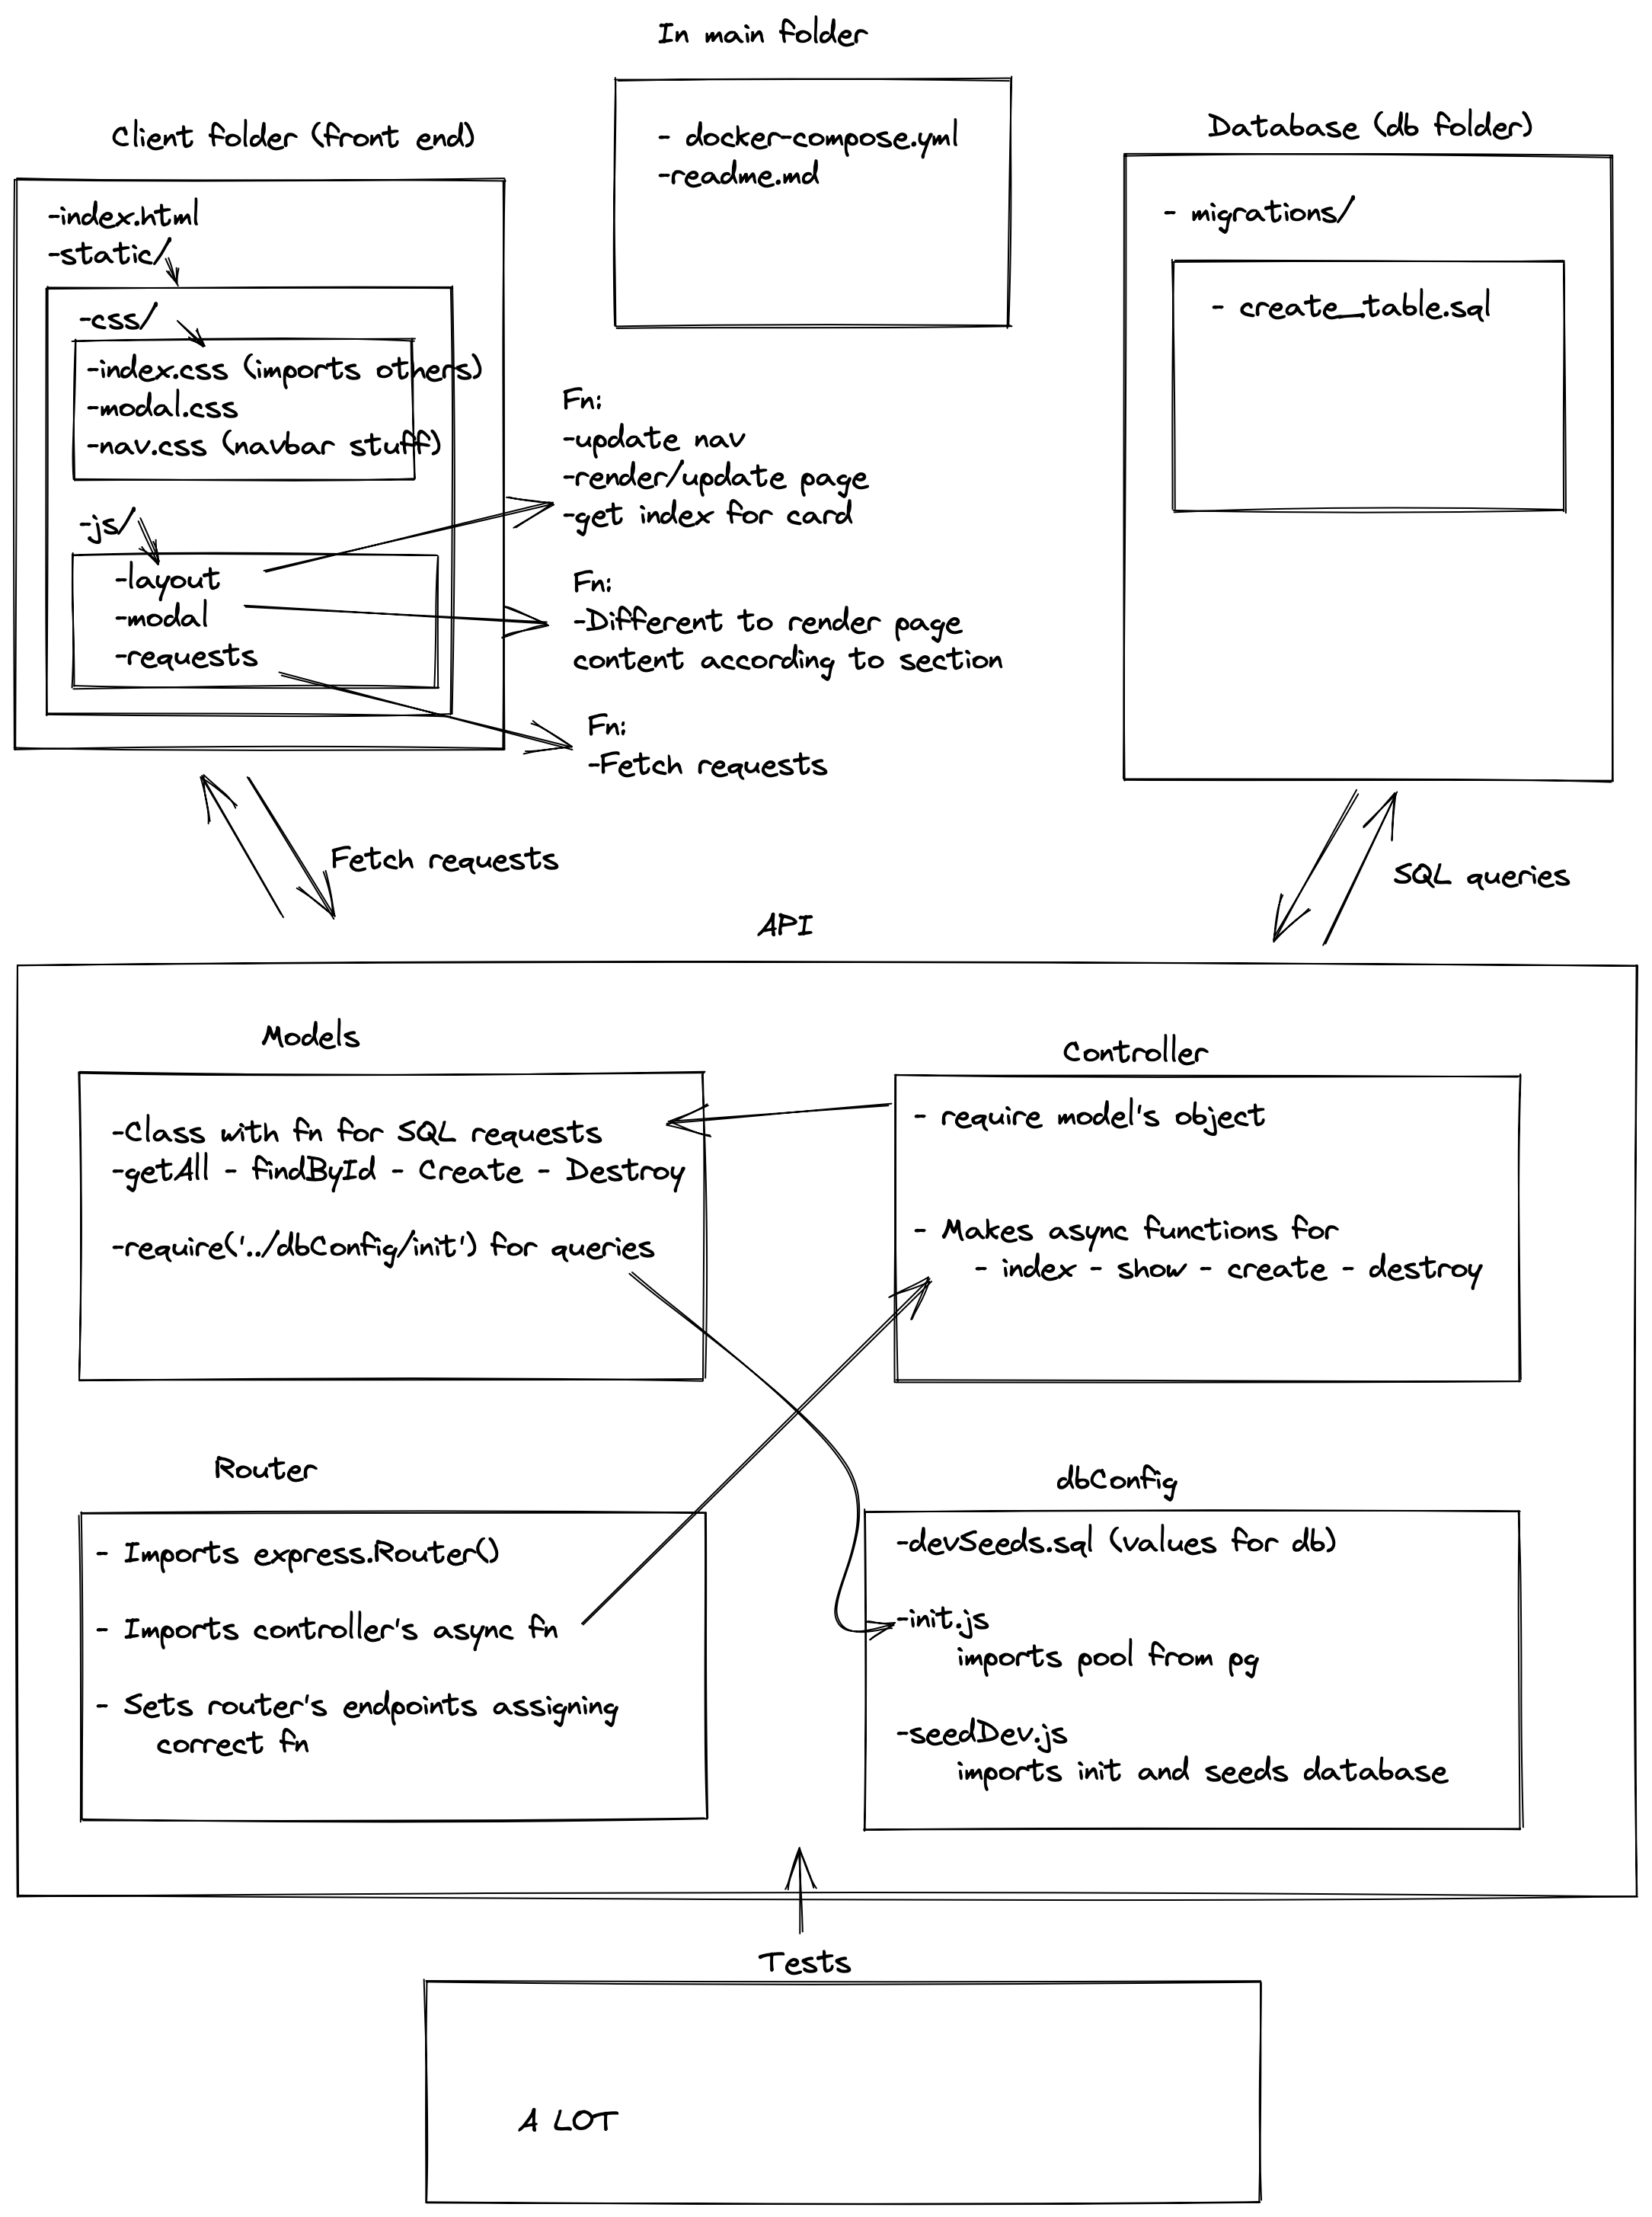 In main folder
- docker-compose.yml
-readme.md
Client folder (front end)
-index.html
-static/
-css/
-index.css (imports others)
-modal.css
-nav.css (navbar stuff)
-js/
-layout
-modal
-requests
Fn:
-update nav
-render/update page
-get index for card
Fn:
-Different to render page
content according to section
Fn:
-Fetch requests
Database (db folder)
- migrations/
- create_table.sql
Fetch requests
SQL queries
API
Models
-Class with fn for SQL requests
-getAll - findById - Create - Destroy
-require('../dbConfig/init') for queries
Controller
- require model's object
- Makes async functions for
- index - show - create - destroy
Router
- Imports express.Router()
- Imports controller's async fn
- Sets router's endpoints assigning
correct fn
dbConfig
-devSeeds.sql (values for db)
-init.js
imports pool from pg
-seedDev.js
imports init and seeds database
Tests
A LOT